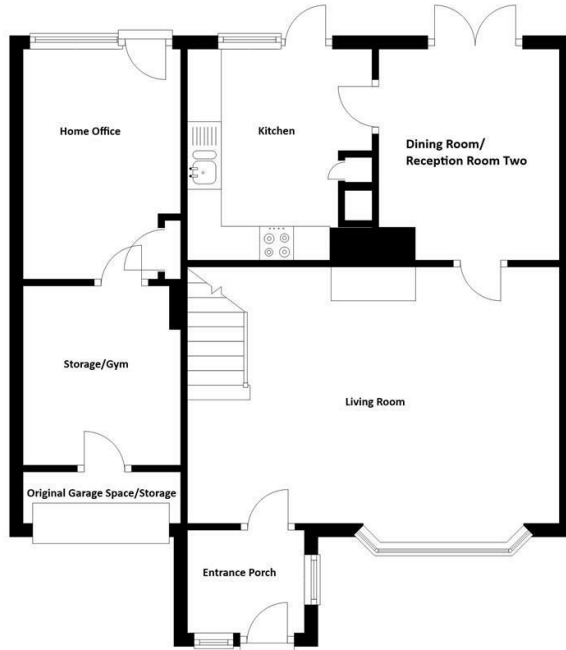 Home Office
Kitchen
Dining Room/
Reception Room Two
Storage/Gym
Living Room
Original Garage Space/Storage
Entrance Porch